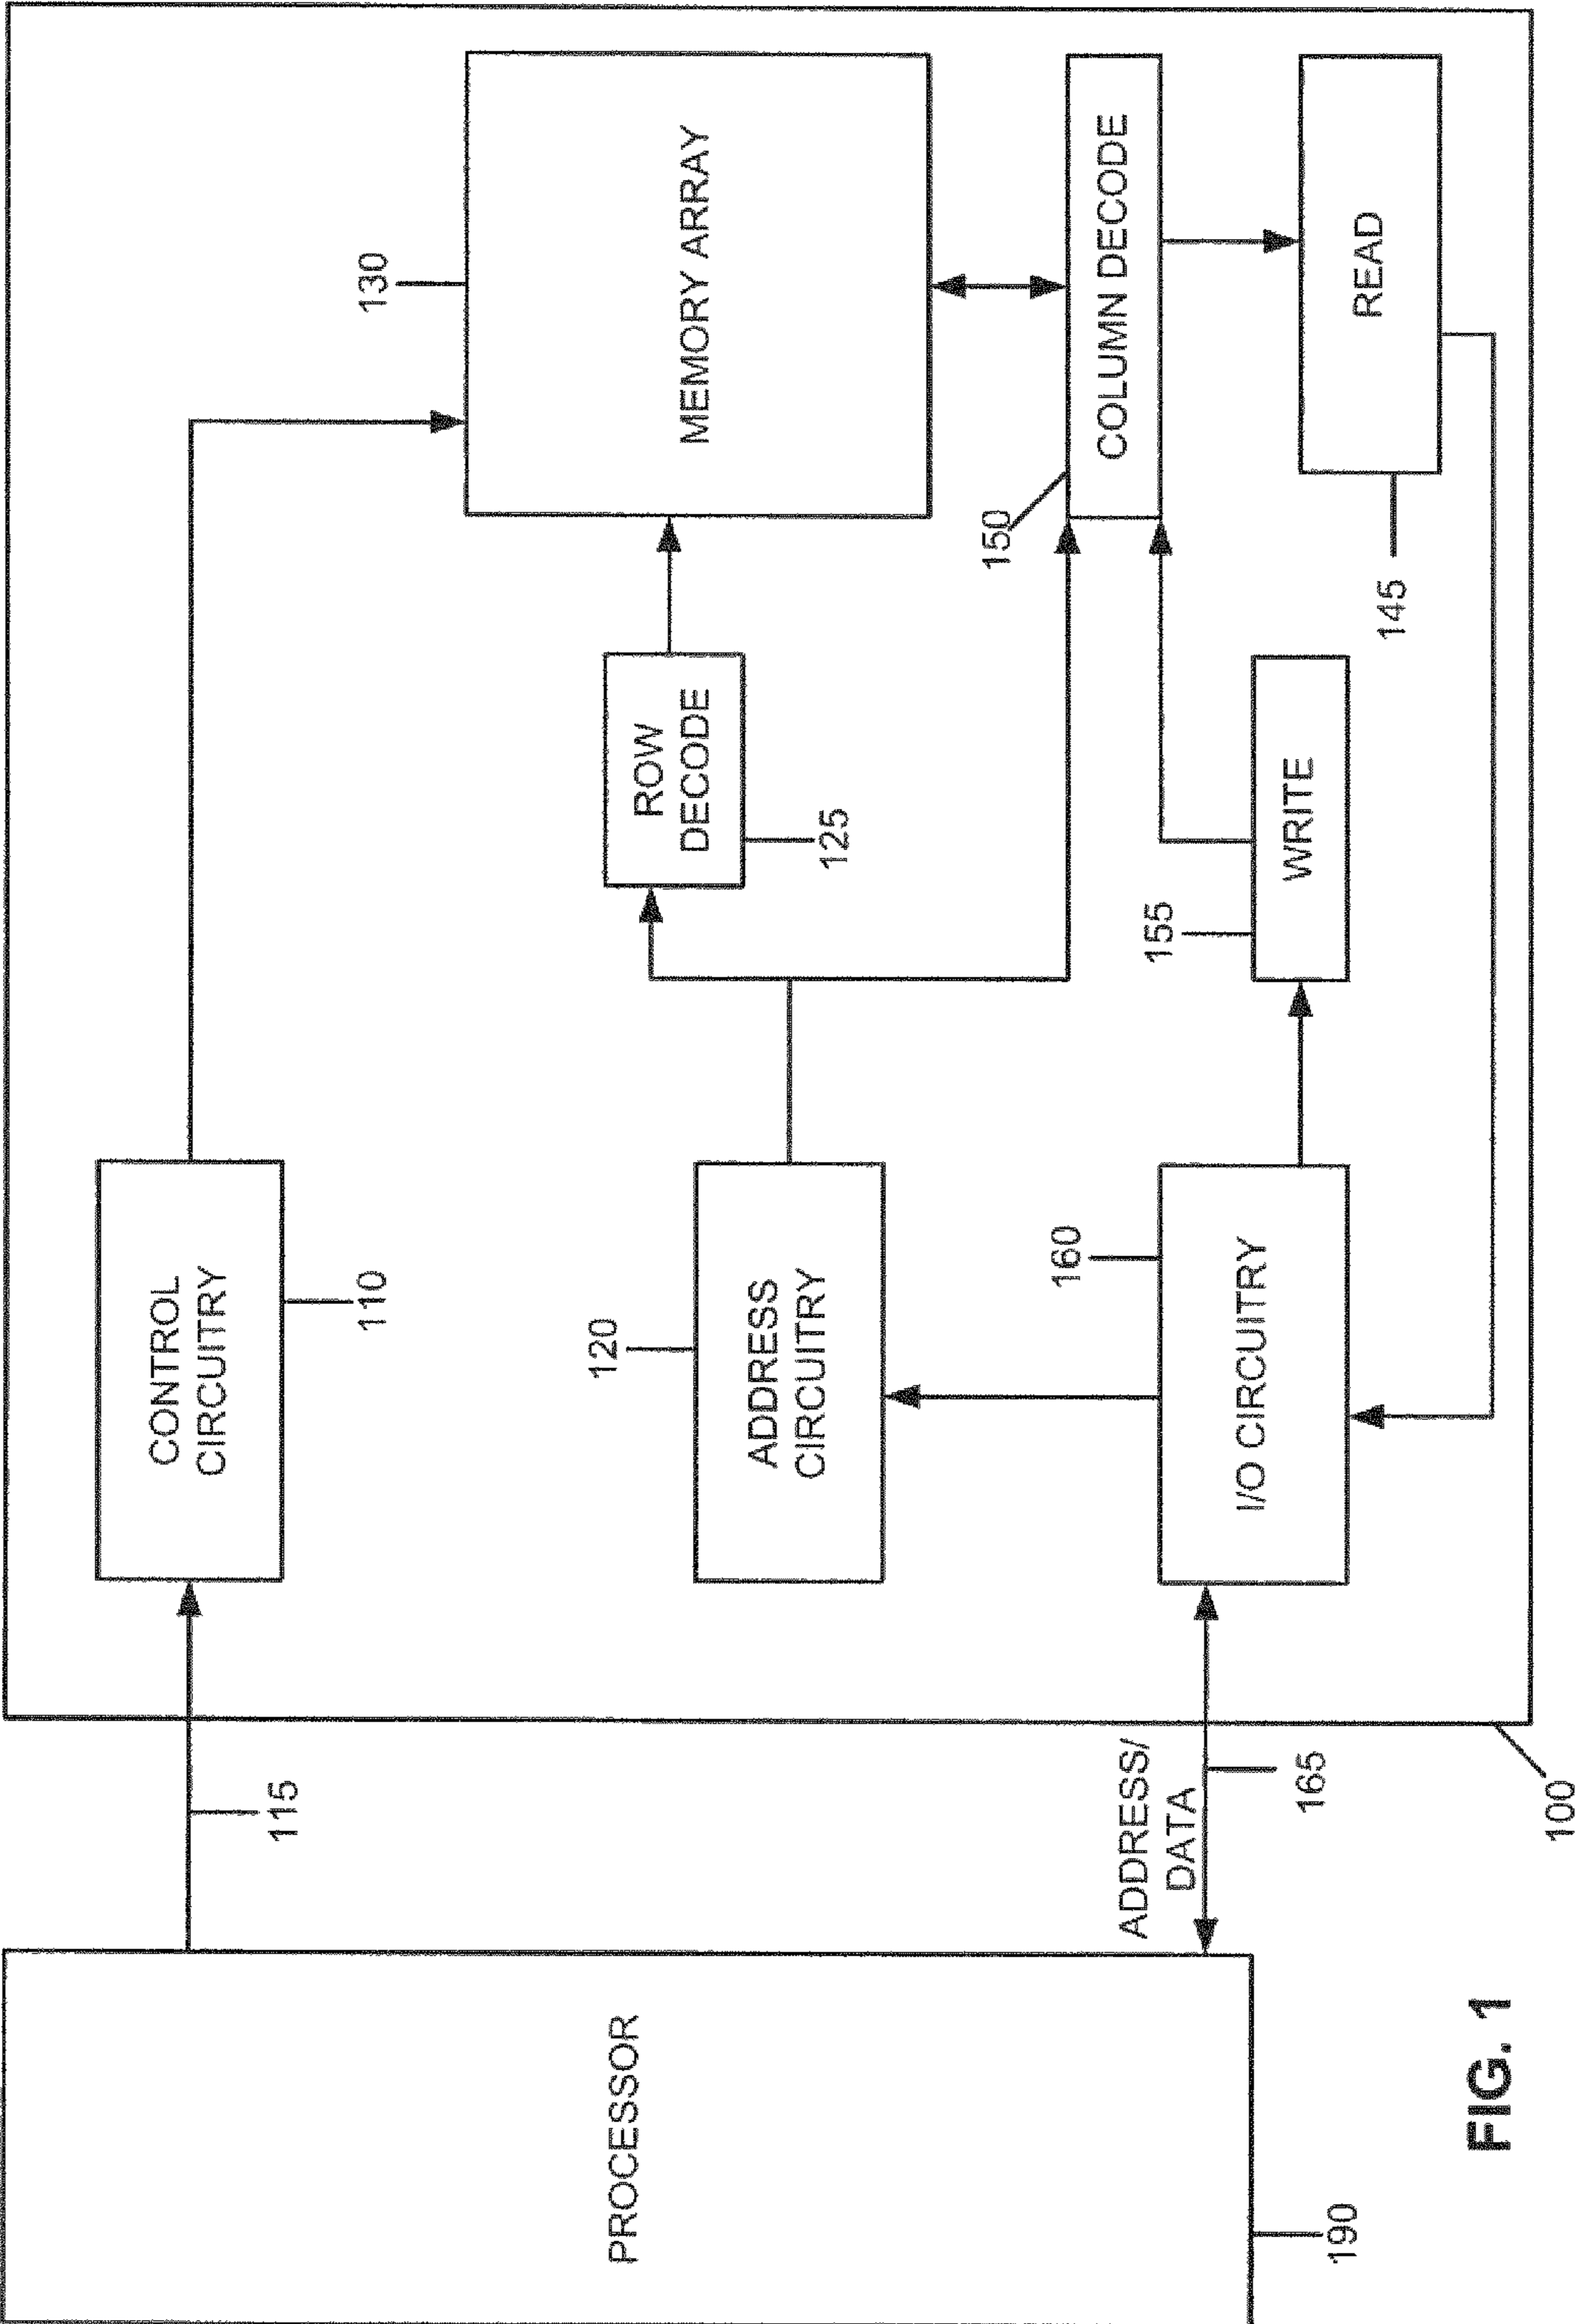 PROCESSOR
190
115
ADDRESS/
DATA
165
100
CONTROL
CIRCUITRY
110
120
ADDRESS
CIRCUITRY
160
I/O CIRCUITRY
130
MEMORY ARRAY
ROW
DECODE
125
150
COLUMN DECODE
155
WRITE
READ
145
FIG. 1